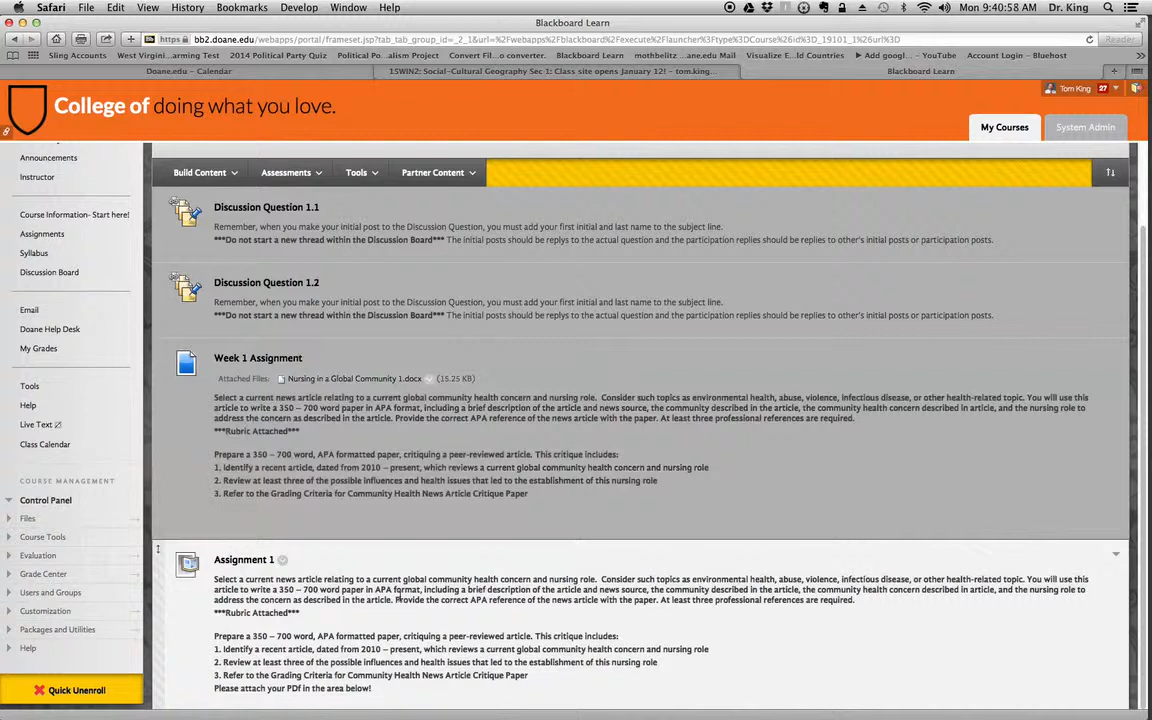 Safari File Edit View History Bookmarks Develop Window Help Mon 9:40:58 AM Dr. King
Blackboard Learn
https bb2.doane.edu/webapps/portal/frameset.jsp?tab_tab_group_id=_2_1&url=%2Fwebapps%2Fblackboard%2Fexecute%2Flauncher%3Ftype%3DCourse%26id%3D_19101_1%26url%3D Reader
Sling Accounts West Virgini...rming Test 2014 Political Party Quiz Political Po...alism Project Convert Fil... converter. Blackboard Learn mothbelitz ...ane.edu Mail Visualize E...ld Countries Add googl... - YouTube Account Login - Bluehost
Doane.edu - Calendar 15WIN2: Social-Cultural Geography Sec 1: Class site opens January 12! - tom.king... Blackboard Learn
Tom King 27
College of doing what you love.
My Courses System Admin
Announcements
Instructor
Course Information- Start here!
Assignments
Syllabus
Discussion Board
Email
Doane Help Desk
My Grades
Tools
Help
Live Text
Class Calendar
COURSE MANAGEMENT
Control Panel
Files
Course Tools
Evaluation
Grade Center
Users and Groups
Customization
Packages and Utilities
Help
Quick Unenroll
Build Content Assessments Tools Partner Content
Discussion Question 1.1
Remember, when you make your initial post to the Discussion Question, you must add your first initial and last name to the subject line.
***Do not start a new thread within the Discussion Board*** The initial posts should be replys to the actual question and the participation replies should be replies to other's initial posts or participation posts.
Discussion Question 1.2
Remember, when you make your initial post to the Discussion Question, you must add your first initial and last name to the subject line.
***Do not start a new thread within the Discussion Board*** The initial posts should be replys to the actual question and the participation replies should be replies to other's initial posts or participation posts.
Week 1 Assignment
Attached Files: Nursing in a Global Community 1.docx (15.25 KB)
Select a current news article relating to a current global community health concern and nursing role. Consider such topics as environmental health, abuse, violence, infectious disease, or other health-related topic. You will use this
article to write a 350 – 700 word paper in APA format, including a brief description of the article and news source, the community described in the article, the community health concern described in article, and the nursing role to
address the concern as described in the article. Provide the correct APA reference of the news article with the paper. At least three professional references are required.
***Rubric Attached***
Prepare a 350 – 700 word, APA formatted paper, critiquing a peer-reviewed article. This critique includes:
1. Identify a recent article, dated from 2010 – present, which reviews a current global community health concern and nursing role
2. Review at least three of the possible influences and health issues that led to the establishment of this nursing role
3. Refer to the Grading Criteria for Community Health News Article Critique Paper
Assignment 1
Select a current news article relating to a current global community health concern and nursing role. Consider such topics as environmental health, abuse, violence, infectious disease, or other health-related topic. You will use this
article to write a 350 – 700 word paper in APA format, including a brief description of the article and news source, the community described in the article, the community health concern described in article, and the nursing role to
address the concern as described in the article. Provide the correct APA reference of the news article with the paper. At least three professional references are required.
***Rubric Attached***
Prepare a 350 – 700 word, APA formatted paper, critiquing a peer-reviewed article. This critique includes:
1. Identify a recent article, dated from 2010 – present, which reviews a current global community health concern and nursing role
2. Review at least three of the possible influences and health issues that led to the establishment of this nursing role
3. Refer to the Grading Criteria for Community Health News Article Critique Paper
Please attach your PDf in the area below!